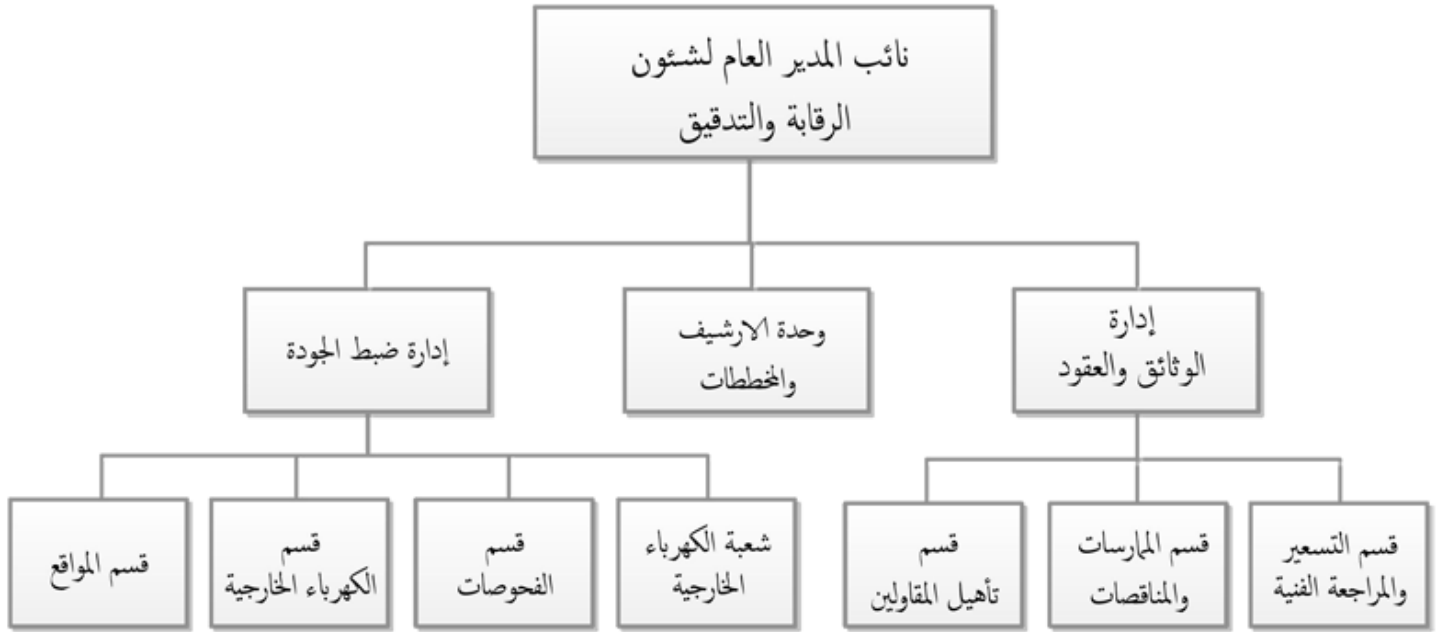 نائب المدير العام لشئون
الرقابة والتدقيق
إدارة
الوثائق والعقود
وحدة الارشيف
والمخططات
إدارة ضبط الجودة
قسم التسعير
والمراجعة الفنية
قسم الممارسات
والمناقصات
قسم
تأهيل المقاولين
شعبة الكهرباء
الخارجية
قسم
الفحوصات
قسم
الكهرباء الخارجية
قسم المواقع